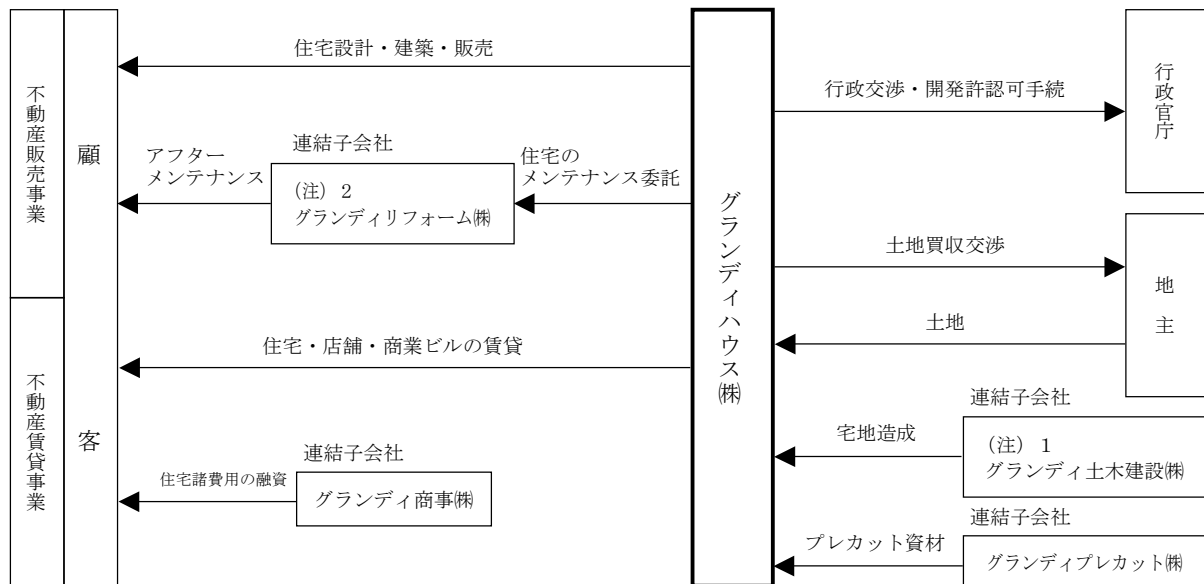 不動産販売事業
不動産賃貸事業
顧客
住宅設計・建築・販売
アフター
メンテナンス
連結子会社
(注) 2
グランディリフォーム㈱
住宅の
メンテナンス委託
住宅・店舗・商業ビルの賃貸
住宅諸費用の融資
連結子会社
グランディ商事㈱
グランディハウス㈱
行政交渉・開発許認可手続
行政官庁
土地買収交渉
土地
地主
宅地造成
連結子会社
(注) 1
グランディ土木建設㈱
プレカット資材
連結子会社
グランディプレカット㈱